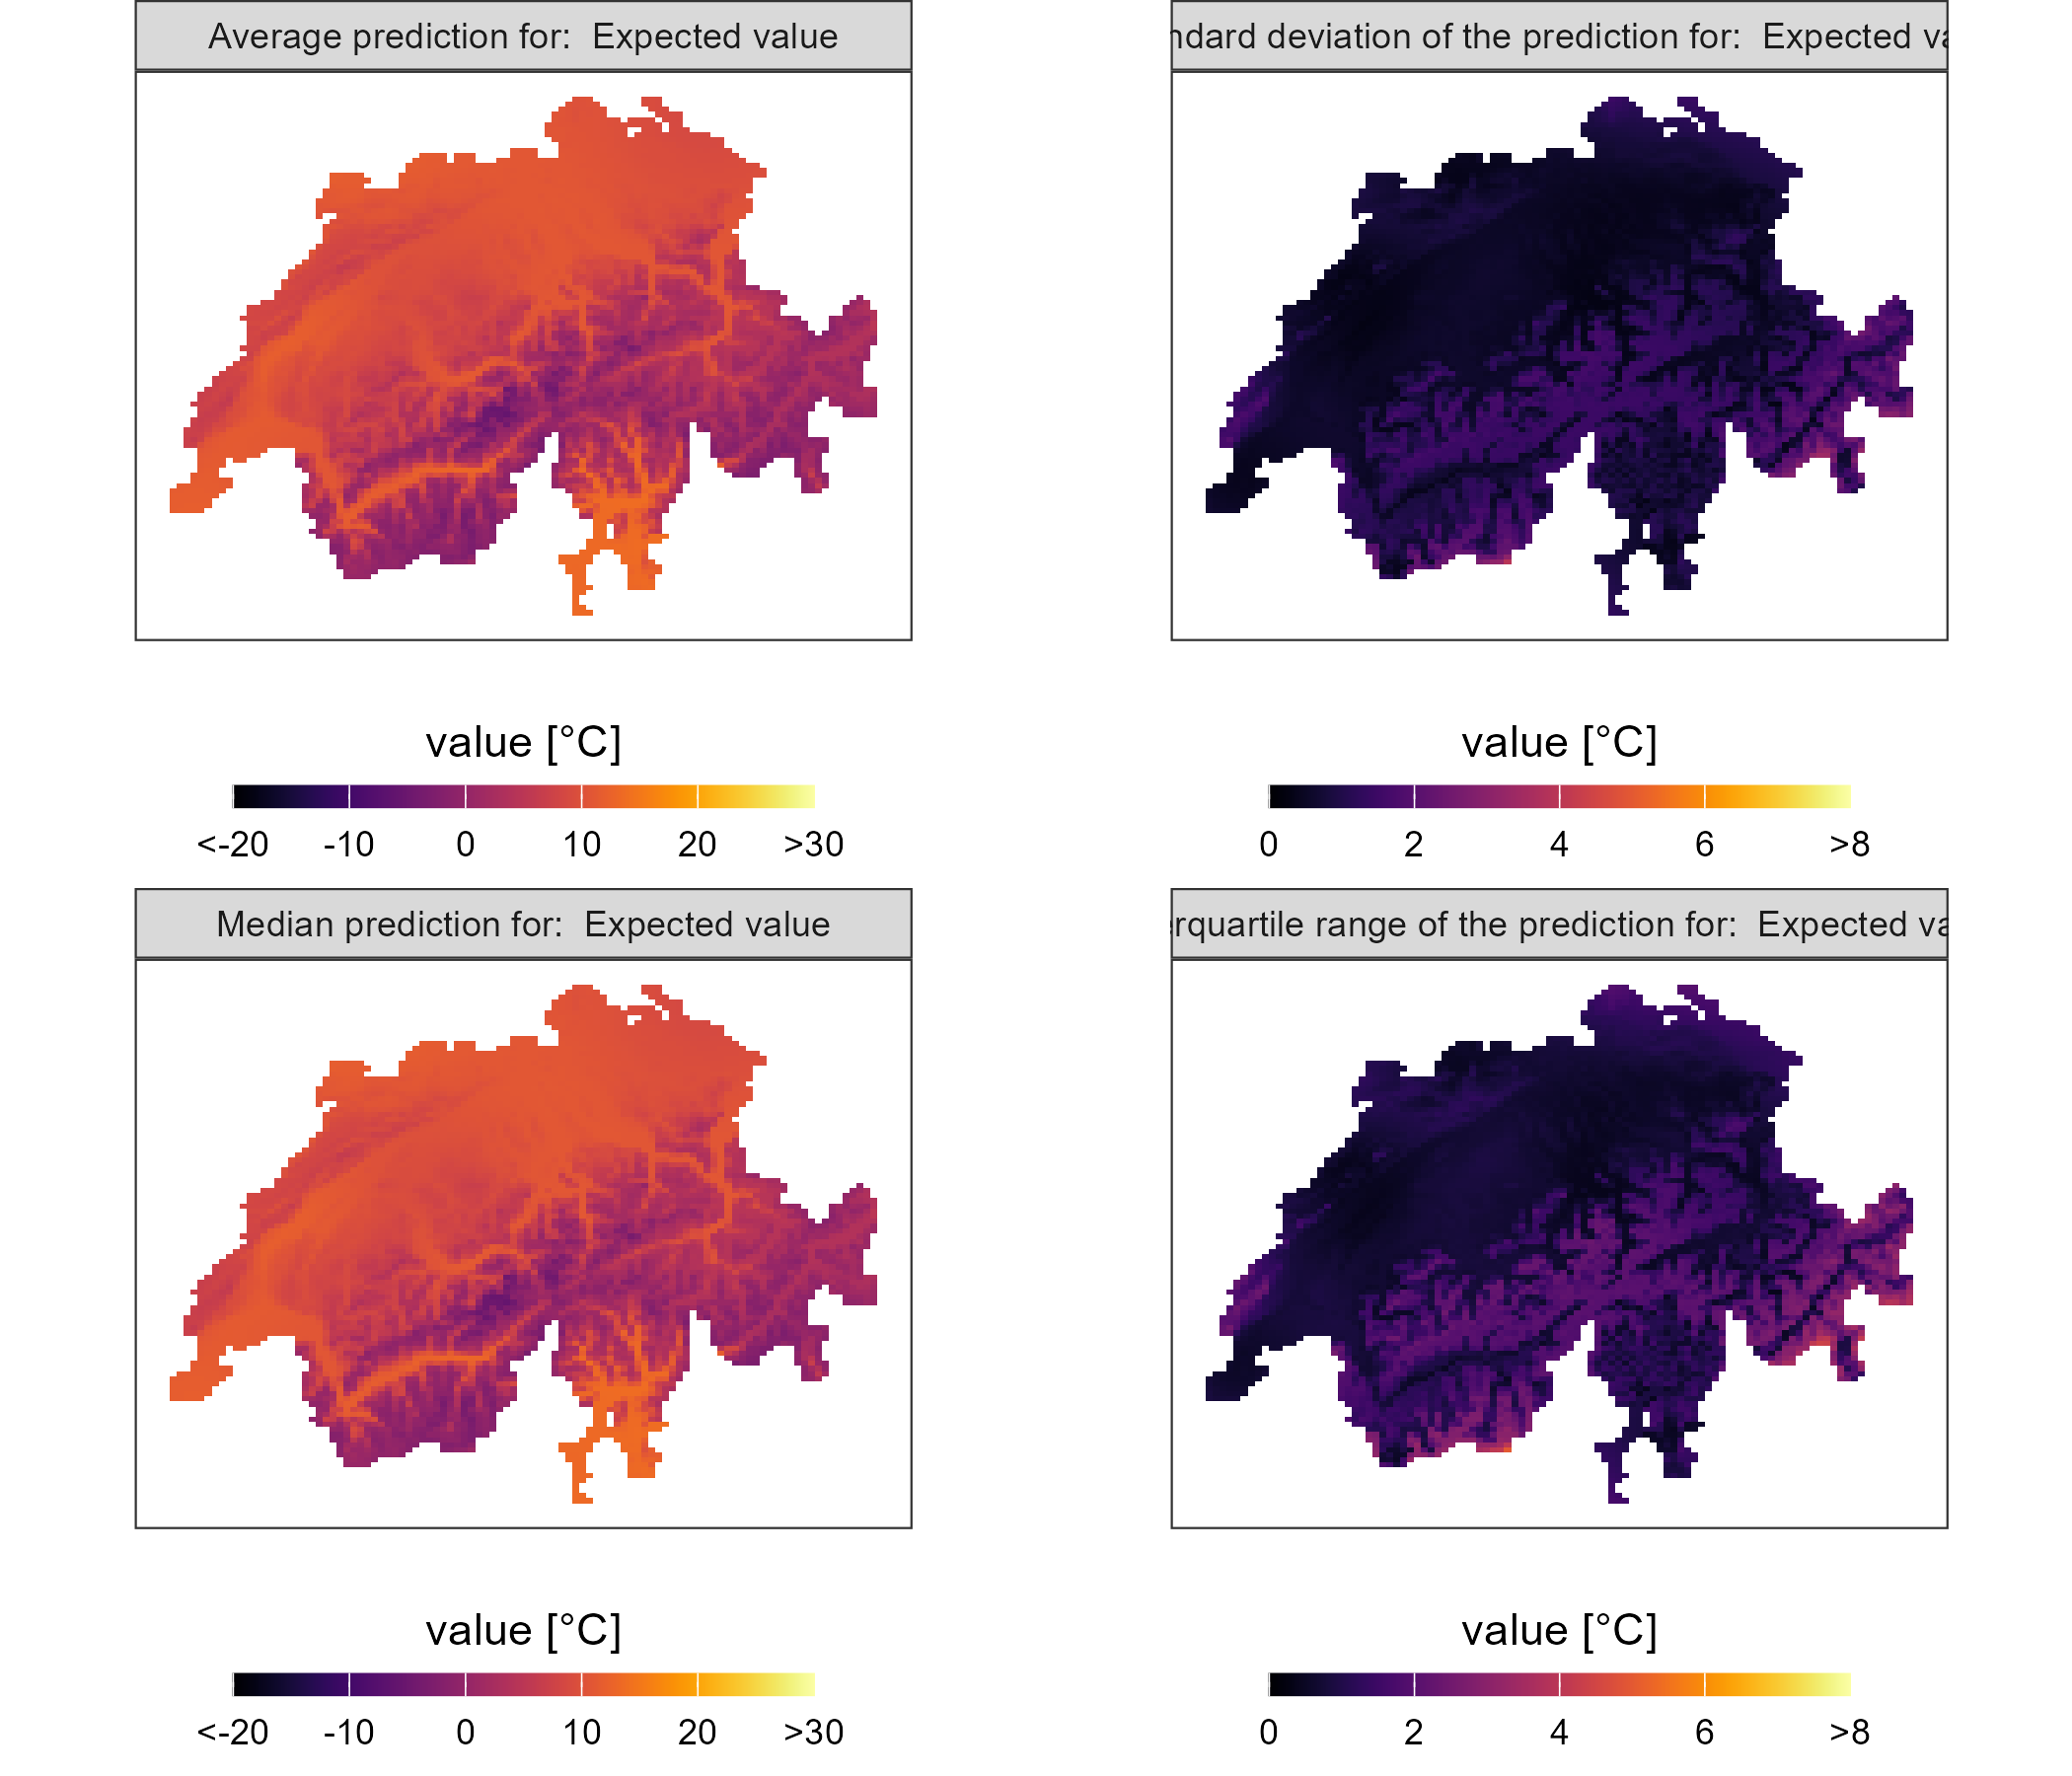 Average prediction for:  Expected value
ndard deviation of the prediction for:  Expected va
value [°C]
<-20 -10 0 10 20 >30
value [°C]
0 2 4 6 >8
Median prediction for:  Expected value
erquartile range of the prediction for:  Expected va
value [°C]
<-20 -10 0 10 20 >30
value [°C]
0 2 4 6 >8